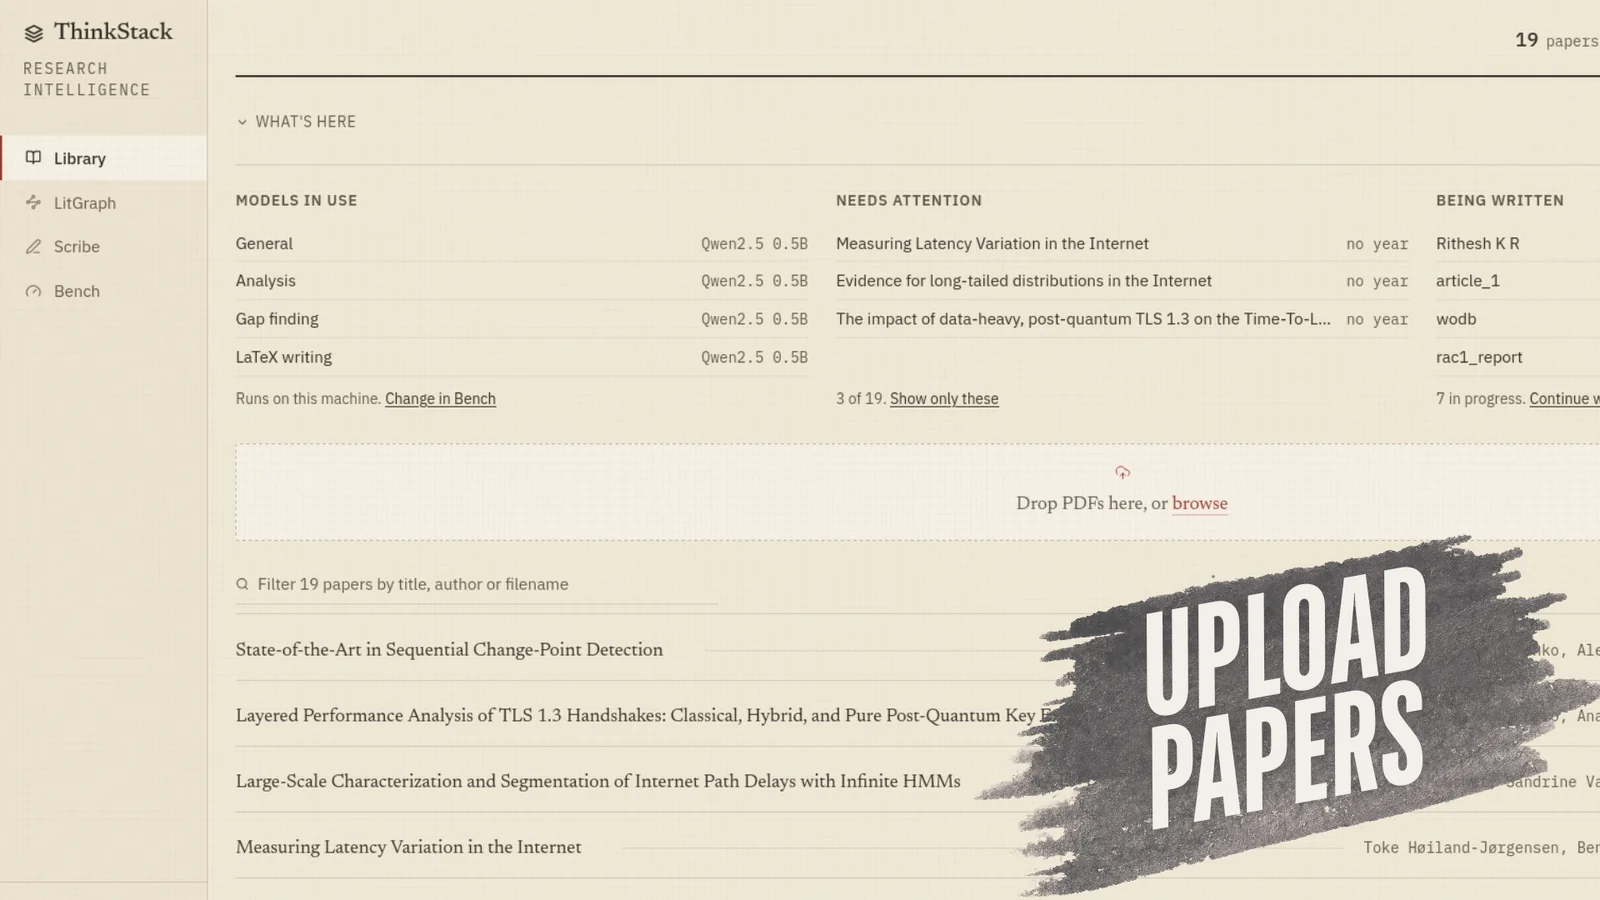 ThinkStack
RESEARCH
INTELLIGENCE
Library
LitGraph
Scribe
Bench
19 papers
WHAT'S HERE
MODELS IN USE
General Qwen2.5 0.5B
Analysis Qwen2.5 0.5B
Gap finding Qwen2.5 0.5B
LaTeX writing Qwen2.5 0.5B
Runs on this machine. Change in Bench
NEEDS ATTENTION
Measuring Latency Variation in the Internet no year
Evidence for long-tailed distributions in the Internet no year
The impact of data-heavy, post-quantum TLS 1.3 on the Time-To-L... no year
3 of 19. Show only these
BEING WRITTEN
Rithesh K R
article_1
wodb
rac1_report
7 in progress. Continue
Drop PDFs here, or browse
Filter 19 papers by title, author or filename
State-of-the-Art in Sequential Change-Point Detection
Layered Performance Analysis of TLS 1.3 Handshakes: Classical, Hybrid, and Pure Post-Quantum Key
Large-Scale Characterization and Segmentation of Internet Path Delays with Infinite HMMs
Sandrine
Measuring Latency Variation in the Internet Toke Høiland-Jørgensen,
UPLOAD
PAPERS